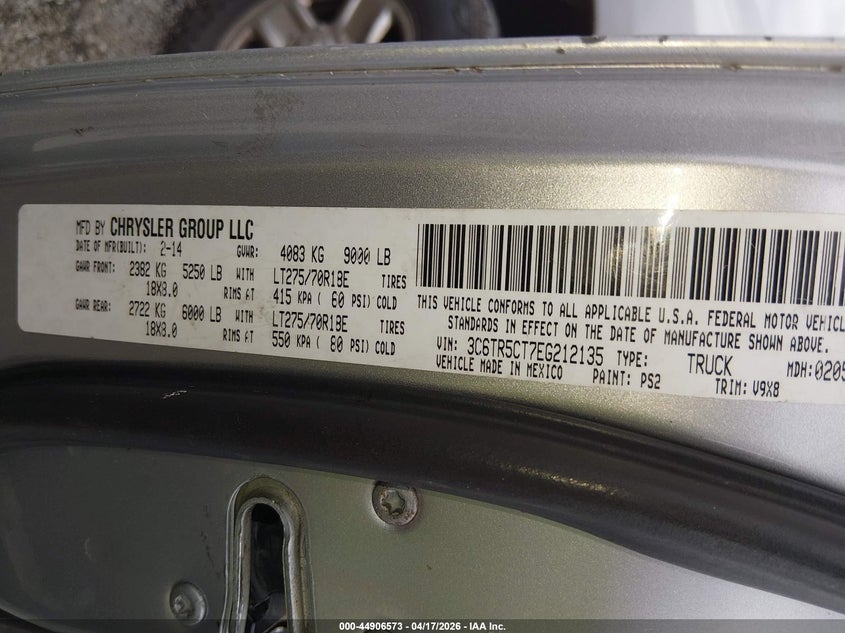 MFD BY CHRYSLER GROUP LLC
DATE OF MFR(BUILT): 2-14 GVWR: 4083 KG 9000 LB
GAWR FRONT: 2382 KG 5250 LB WITH LT275/70R18E TIRES
18X8.0 RIMS AT 415 KPA ( 60 PSI) COLD
GAWR REAR: 2722 KG 6000 LB WITH LT275/70R18E TIRES
18X8.0 RIMS AT 550 KPA ( 80 PSI) COLD
THIS VEHICLE CONFORMS TO ALL APPLICABLE U.S.A. FEDERAL MOTOR VEHICL
STANDARDS IN EFFECT ON THE DATE OF MANUFACTURE SHOWN ABOVE.
VIN: 3C6TR5CT7EG212135 TYPE: TRUCK MDH: 0205
VEHICLE MADE IN MEXICO PAINT: PS2 TRIM: V9X8
000-44906573 - 04/17/2026 - IAA Inc.